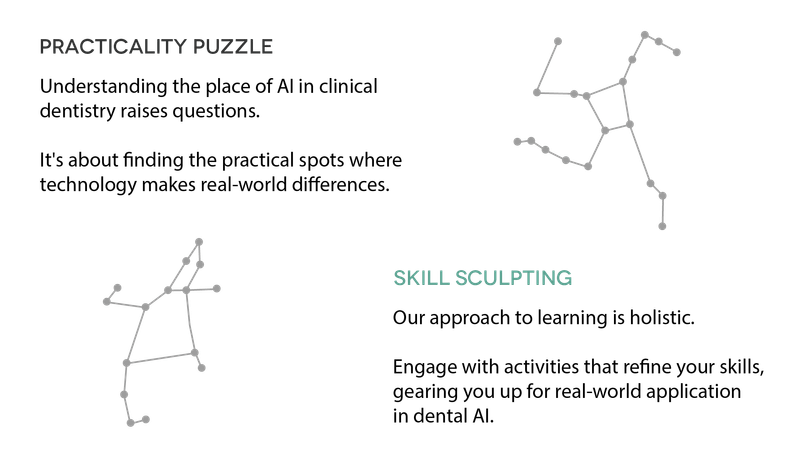 PRACTICALITY PUZZLE
Understanding the place of AI in clinical
dentistry raises questions.
It's about finding the practical spots where
technology makes real-world differences.
SKILL SCULPTING
Our approach to learning is holistic.
Engage with activities that refine your skills,
gearing you up for real-world application
in dental AI.